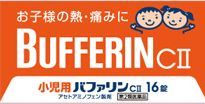 お子様の熱・痛みに
BUFFERIN CⅡ
小児用 バファリンCⅡ 16錠
アセトアミノフェン製剤 第2類医薬品